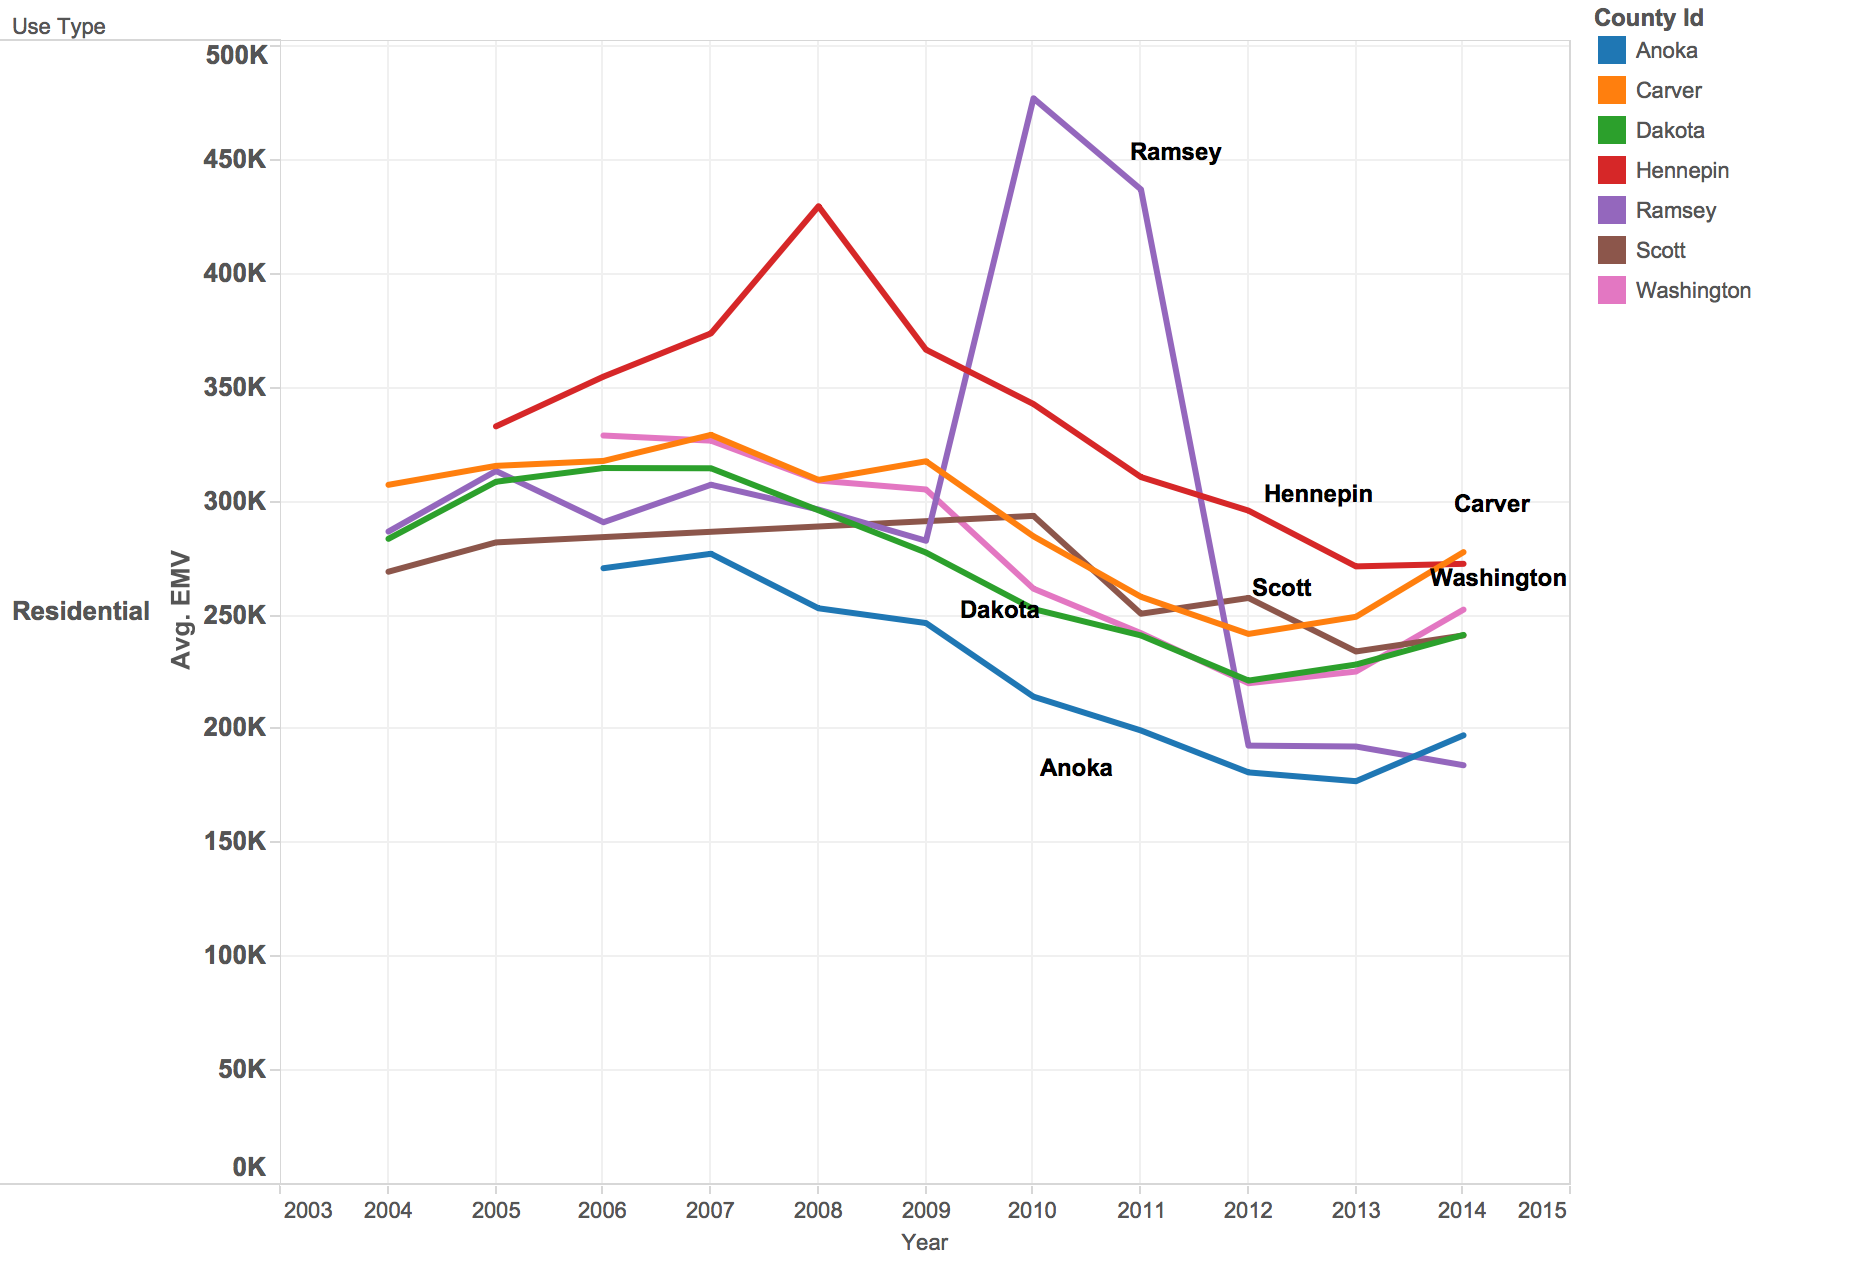 Use Type
Residential
Avg. EMV
500K
450K
400K
350K
300K
250K
200K
150K
100K
50K
0K
Ramsey
Hennepin
Carver
Washington
Scott
Dakota
Anoka
2003 2004 2005 2006 2007 2008 2009 2010 2011 2012 2013 2014 2015
Year
County Id
Anoka
Carver
Dakota
Hennepin
Ramsey
Scott
Washington